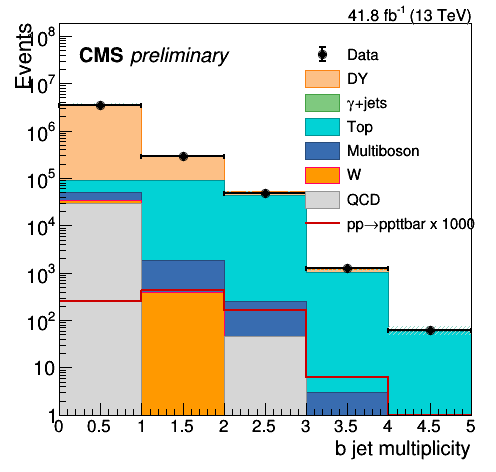 41.8 fb⁻¹ (13 TeV)
Events
CMS preliminary
Data
DY
γ+jets
Top
Multiboson
W
QCD
pp→ppttbar x 1000
10⁸
10⁷
10⁶
10⁵
10⁴
10³
10²
10
1
0 0.5 1 1.5 2 2.5 3 3.5 4 4.5 5
b jet multiplicity